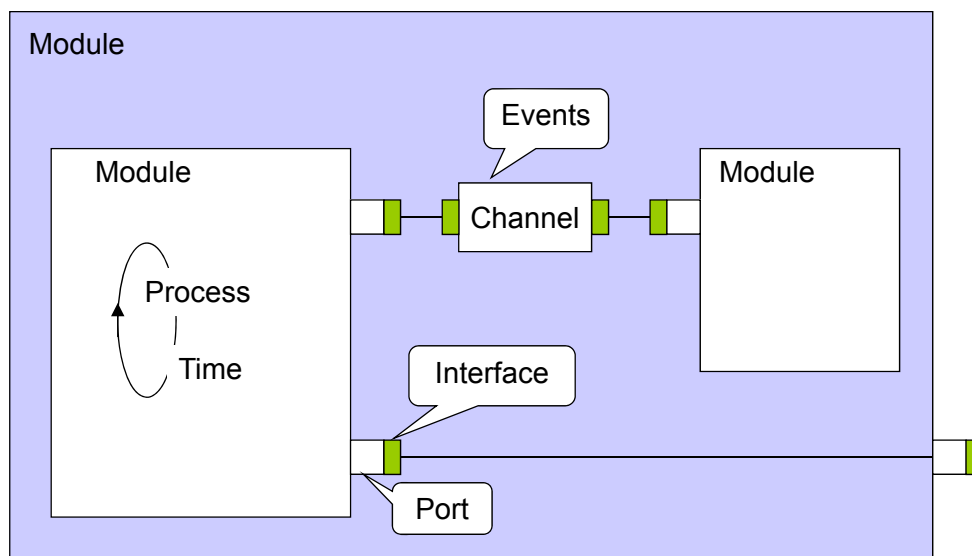 Module
Events
Module
Module
Channel
Process
Time
Interface
Port